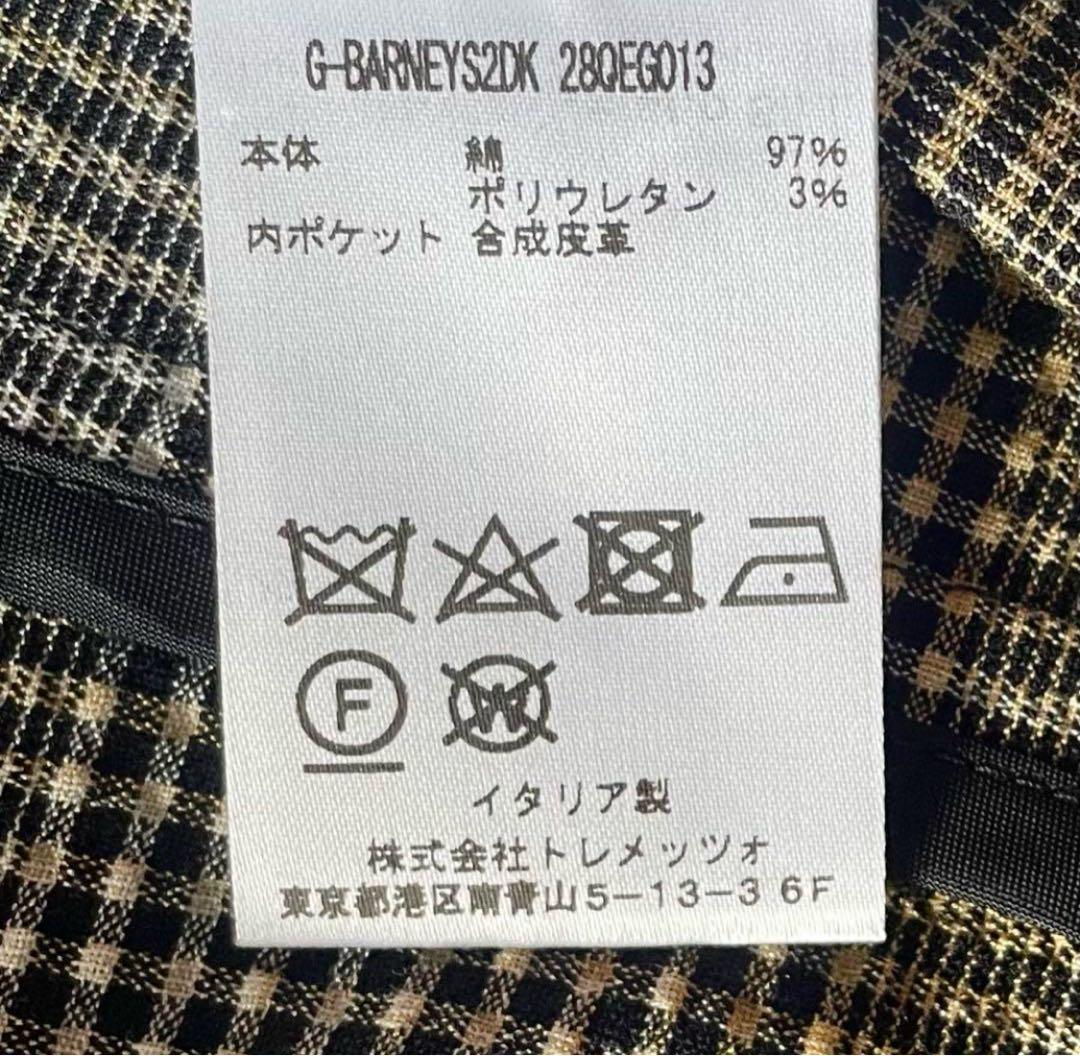 G-BARNEYS2DK 28QEG013
本体 綿 97%
ポリウレタン 3%
内ポケット 合成皮革
F W
イタリア製
株式会社トレメッツォ
東京都港区南青山5-13-3 6F